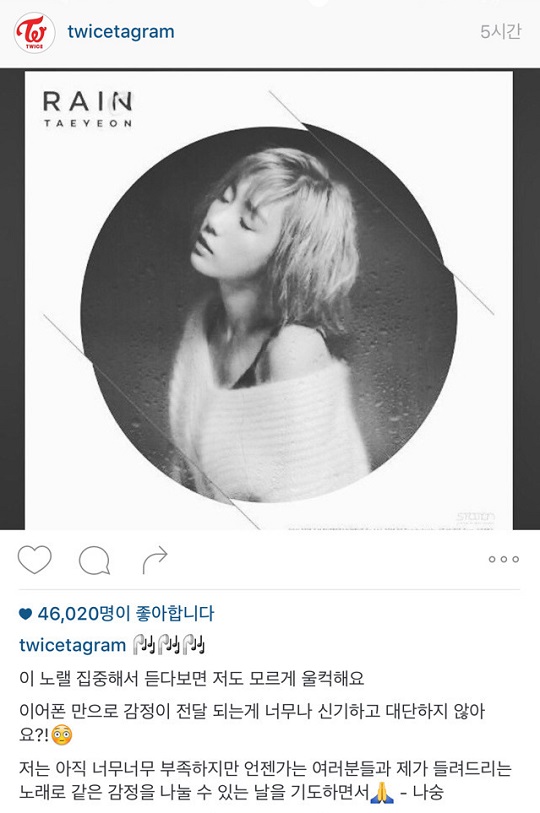 TWICE
twicetagram
5시간
RAIN
TAEYEON
STATION
46,020명이 좋아합니다
twicetagram 🎧🎧🎧
이 노랠 집중해서 듣다보면 저도 모르게 울컥해요
이어폰 만으로 감정이 전달 되는게 너무나 신기하고 대단하지 않아
요?!😳
저는 아직 너무너무 부족하지만 언젠가는 여러분들과 제가 들려드리는
노래로 같은 감정을 나눌 수 있는 날을 기도하면서🙏 - 나숭